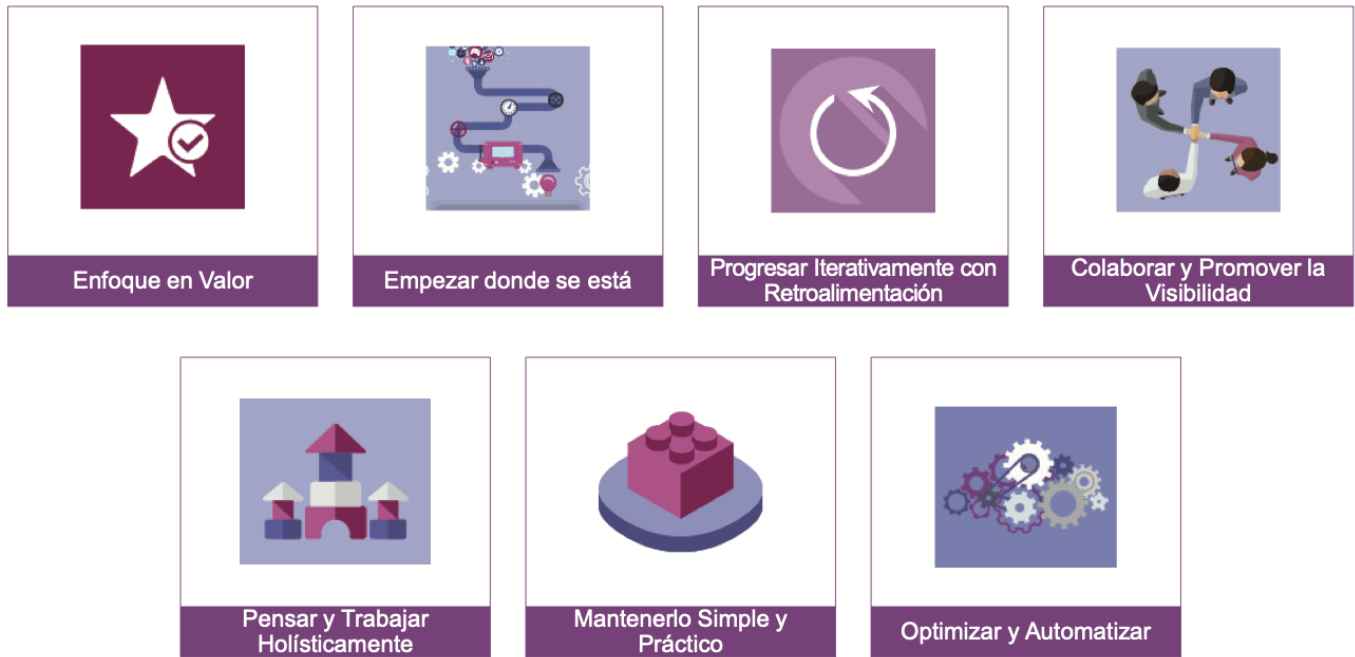 Enfoque en Valor
Empezar donde se está
Progresar Iterativamente con
Retroalimentación
Colaborar y Promover la
Visibilidad
Pensar y Trabajar
Holísticamente
Mantenerlo Simple y
Práctico
Optimizar y Automatizar